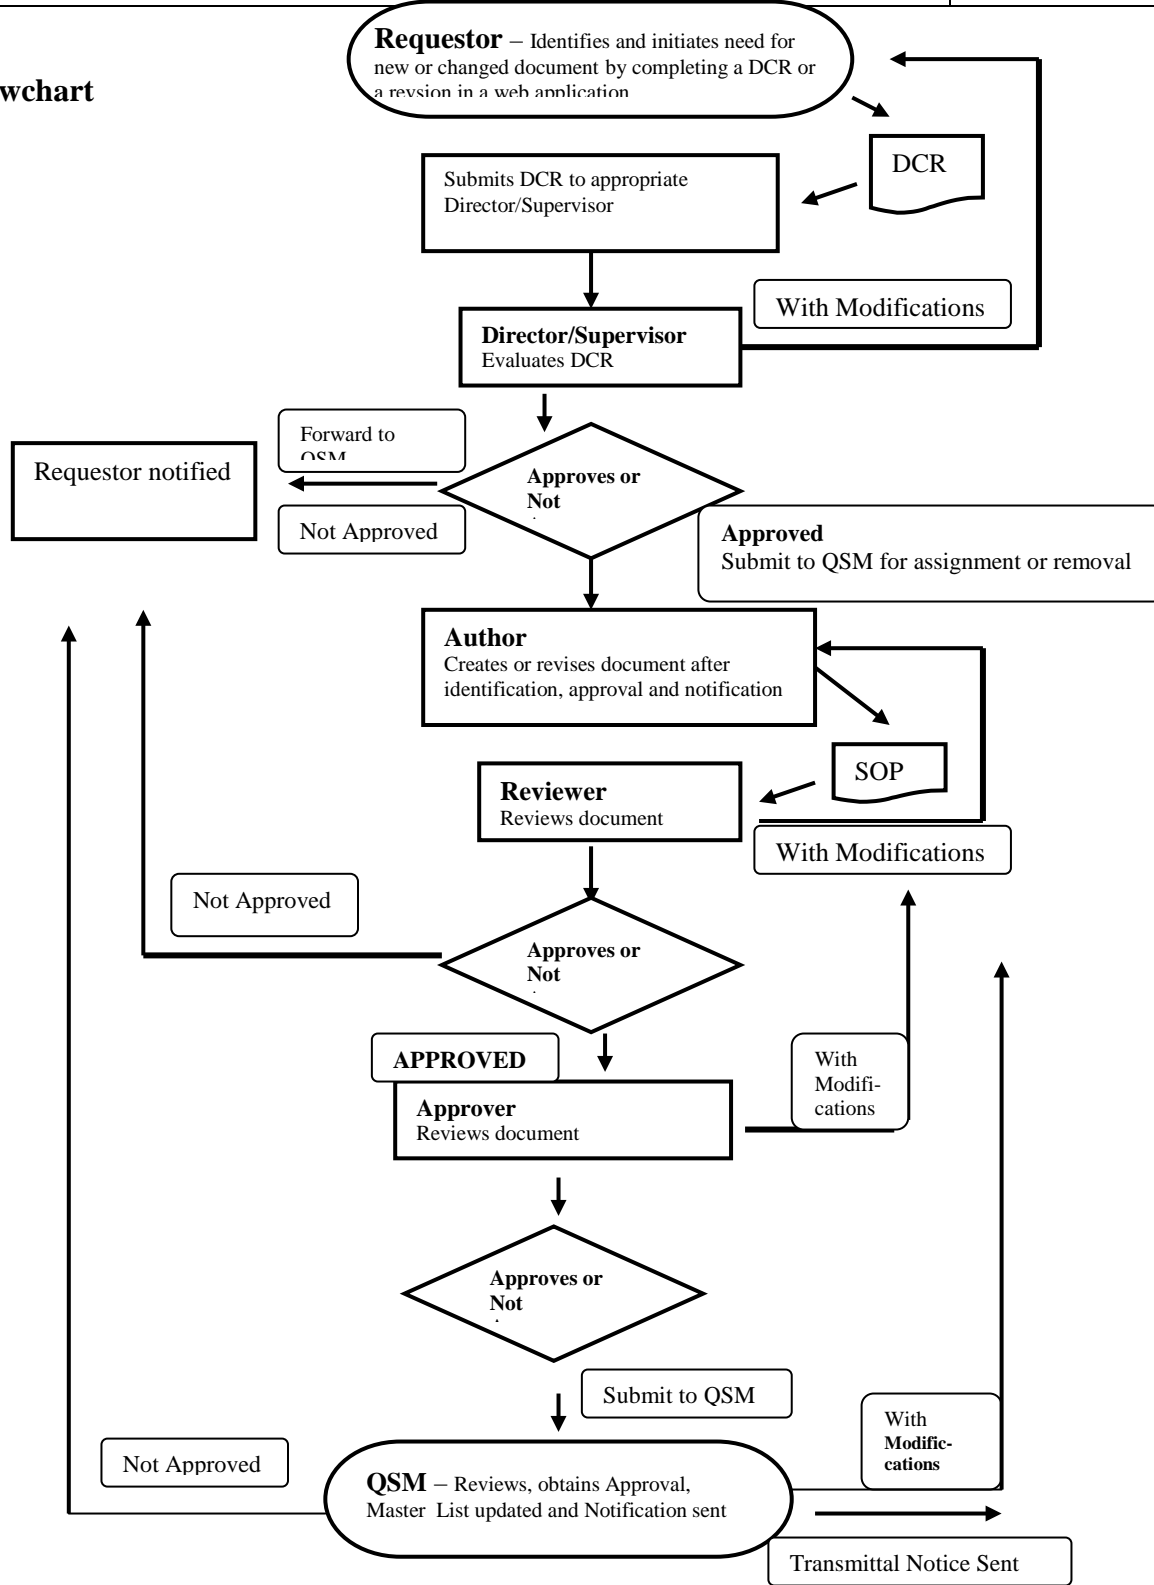 Requestor – Identifies and initiates need for
new or changed document by completing a DCR or
a revsion in a web application
wchart
DCR
Submits DCR to appropriate
Director/Supervisor
With Modifications
Director/Supervisor
Evaluates DCR
Forward to
QSM
Requestor notified
Approves or
Not
Not Approved
Approved
Submit to QSM for assignment or removal
Author
Creates or revises document after
identification, approval and notification
SOP
Reviewer
Reviews document
With Modifications
Not Approved
Approves or
Not
APPROVED
With
Modifi-
cations
Approver
Reviews document
Approves or
Not
Submit to QSM
With
Modific-
cations
Not Approved
QSM – Reviews, obtains Approval,
Master List updated and Notification sent
Transmittal Notice Sent